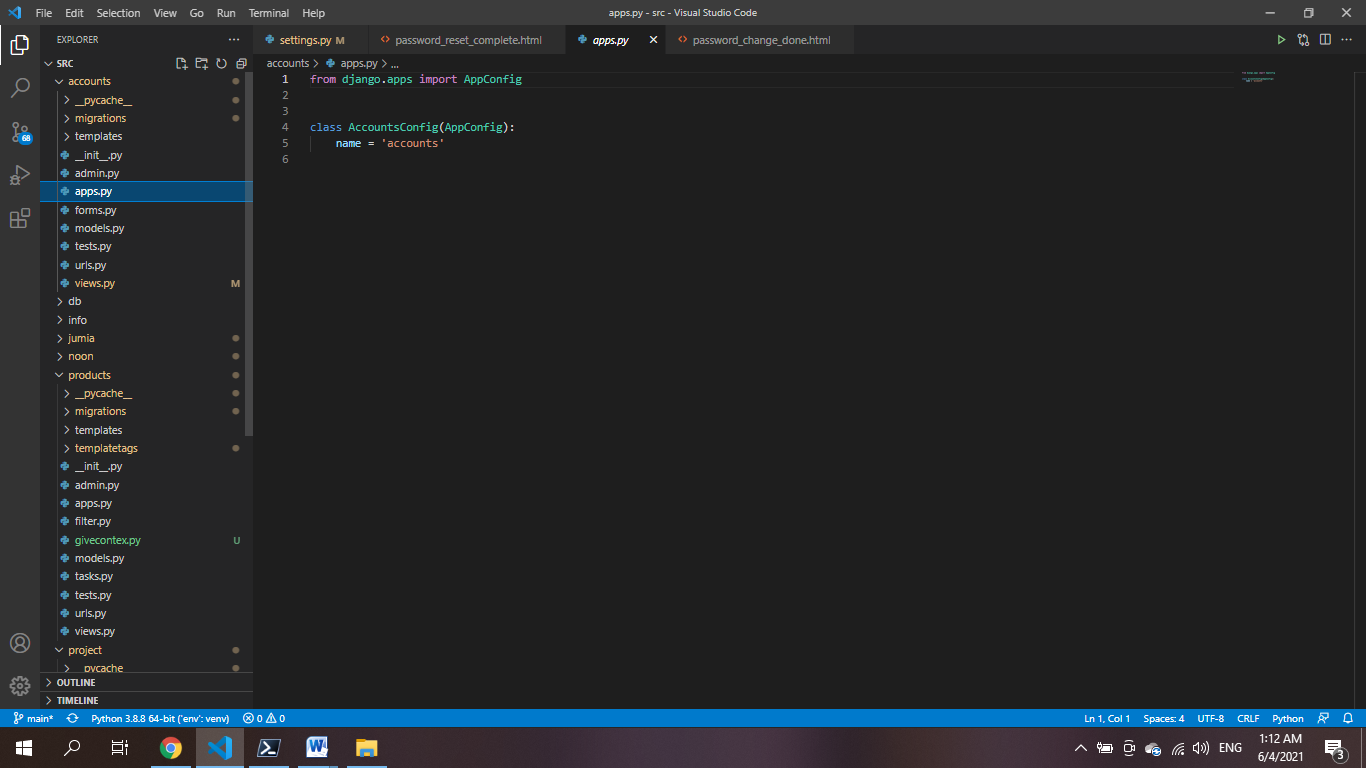 File Edit Selection View Go Run Terminal Help
apps.py - src - Visual Studio Code
EXPLORER
settings.py M
password_reset_complete.html
apps.py
password_change_done.html
SRC
accounts
__pycache__
migrations
templates
__init__.py
admin.py
apps.py
forms.py
models.py
tests.py
urls.py
views.py M
db
info
jumia
noon
products
__pycache__
migrations
templates
templatetags
__init__.py
admin.py
apps.py
filter.py
givecontex.py U
models.py
tasks.py
tests.py
urls.py
views.py
project
__pycache__
OUTLINE
TIMELINE
68
accounts > apps.py > ...
1 from django.apps import AppConfig
2
3
4 class AccountsConfig(AppConfig):
5 name = 'accounts'
6
main* Python 3.8.8 64-bit ('env': venv) 0 0
Ln 1, Col 1 Spaces: 4 UTF-8 CRLF Python
ENG
1:12 AM
6/4/2021
3